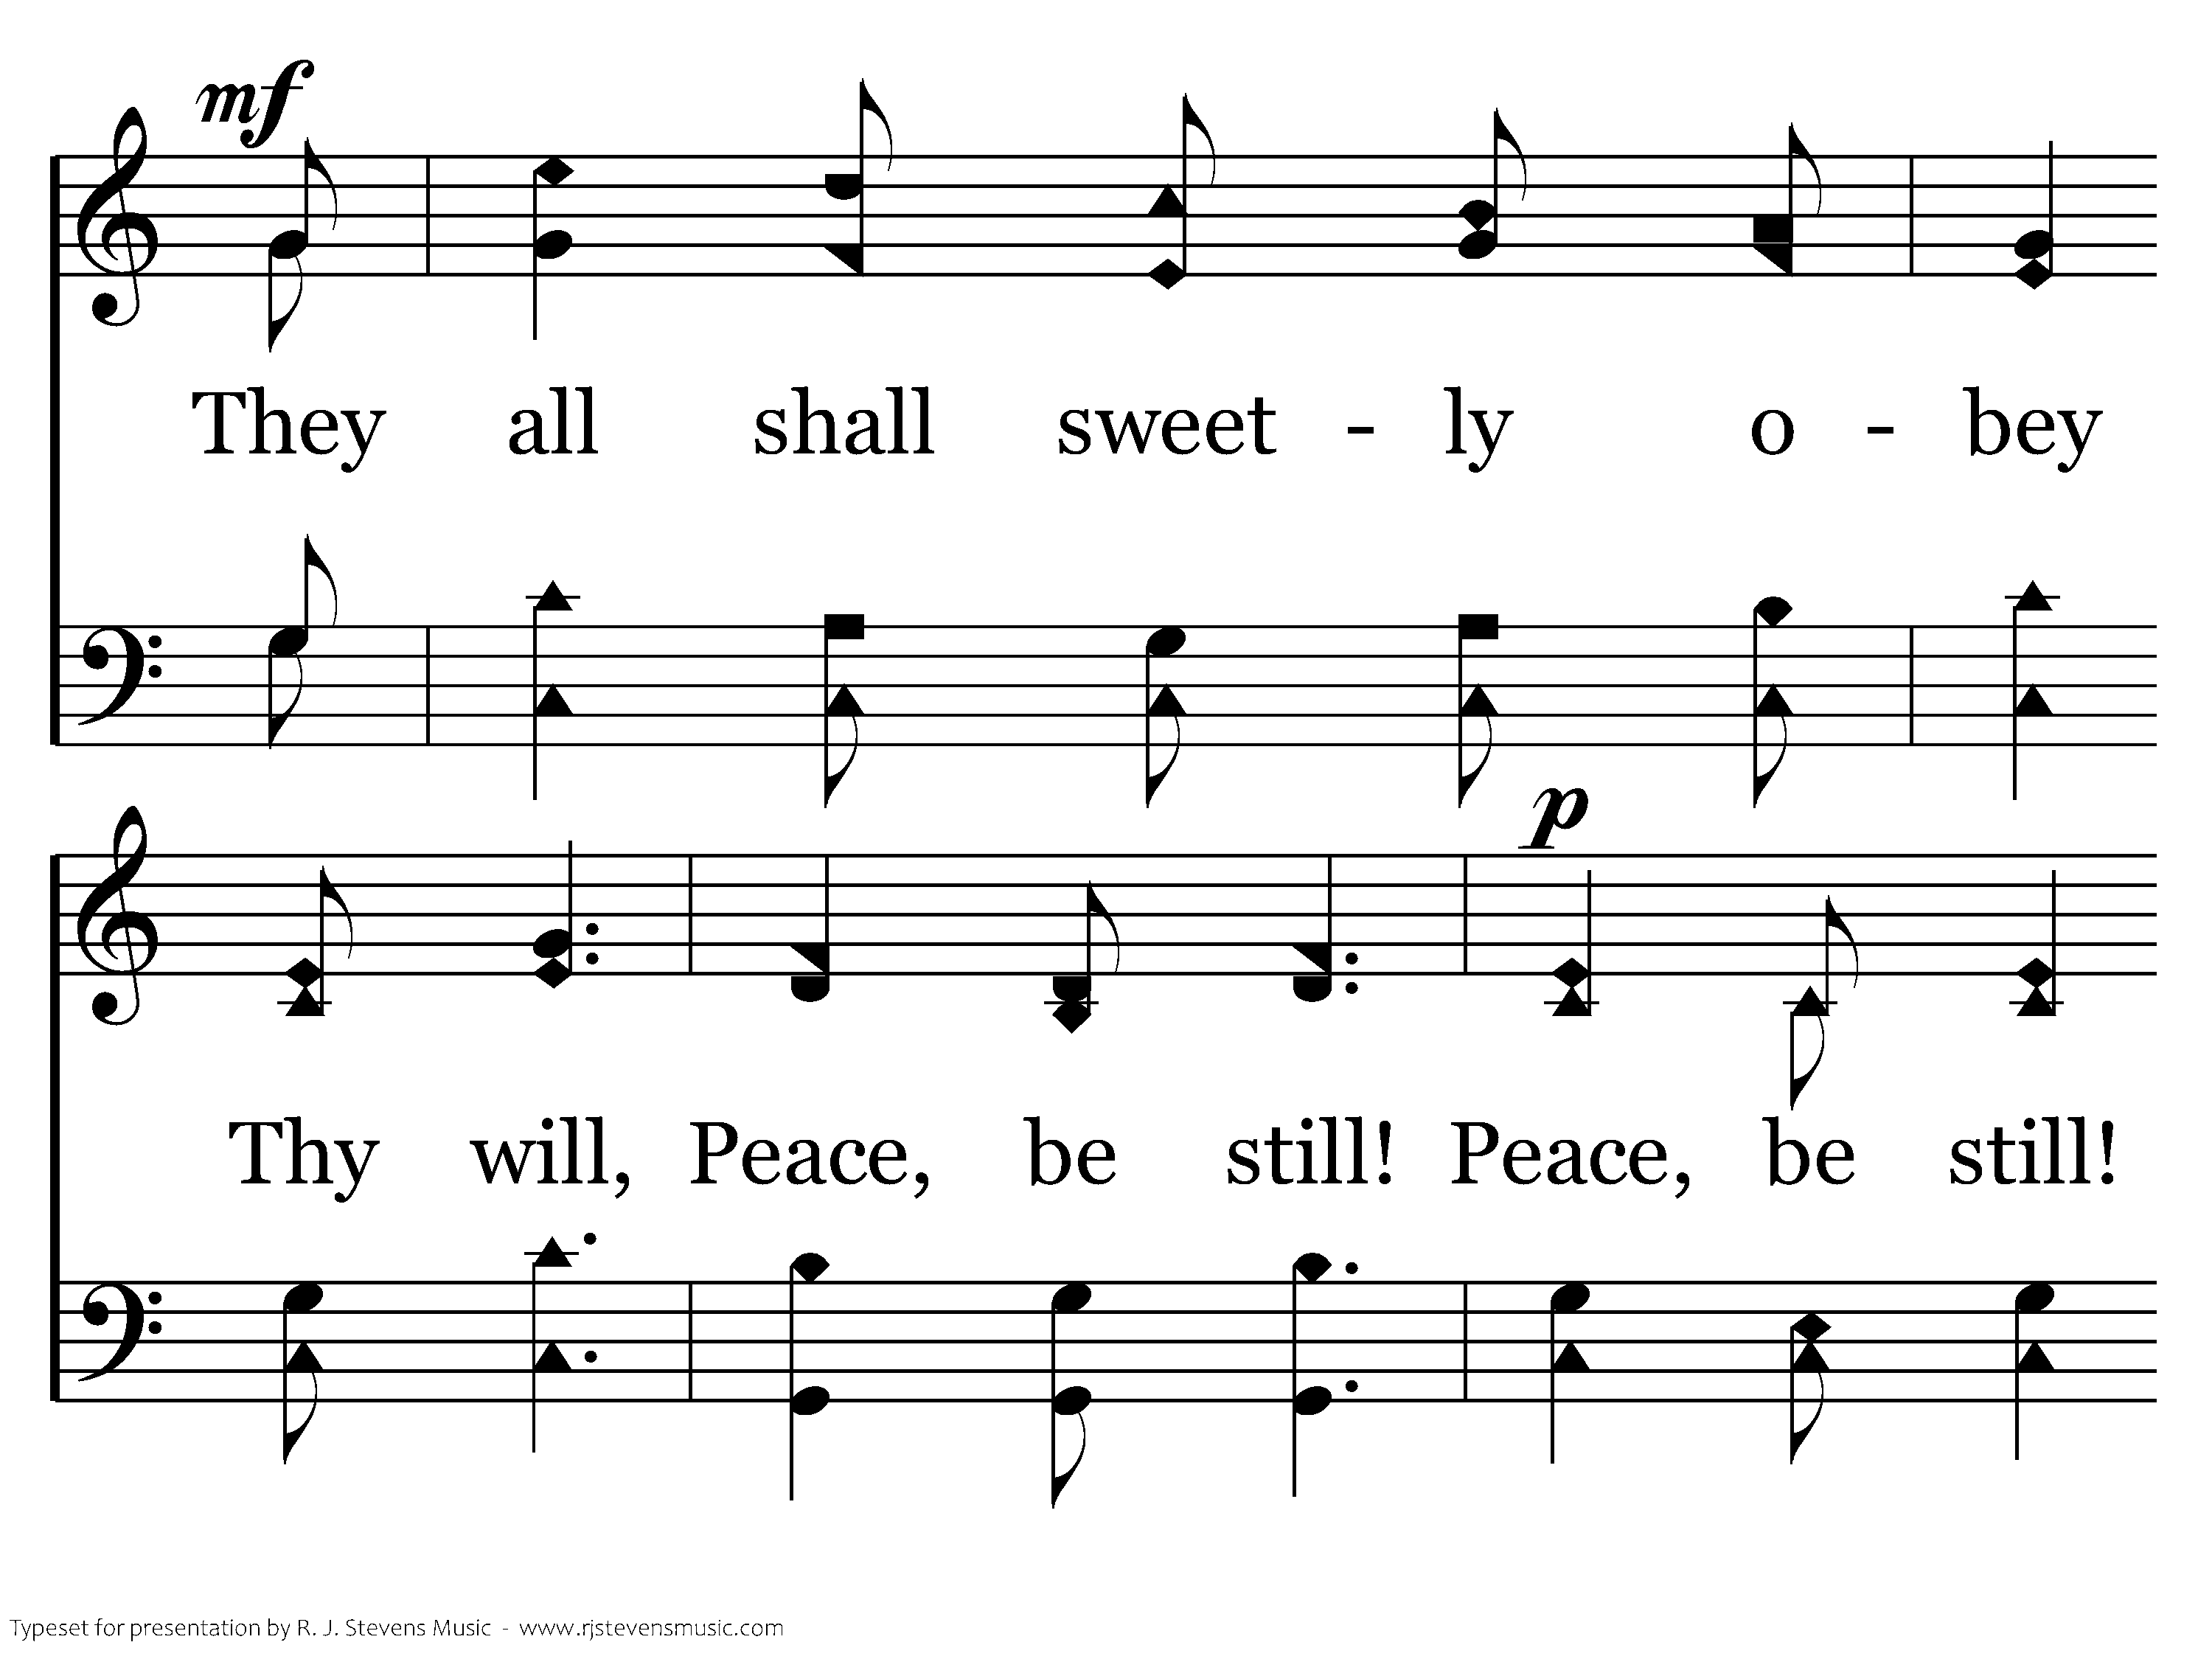 mf
They all shall sweet - ly o - bey
p
Thy will, Peace, be still! Peace, be still!
Typeset for presentation by R. J. Stevens Music - www.rjstevensmusic.com